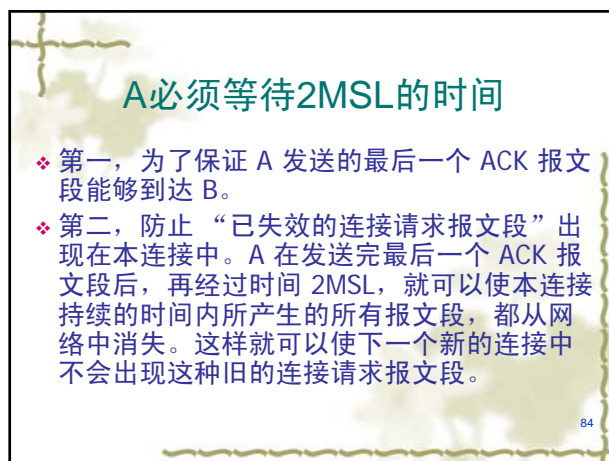 A必须等待2MSL的时间
第一，为了保证 A 发送的最后一个 ACK 报文
段能够到达 B。
第二，防止 “已失效的连接请求报文段”出
现在本连接中。A 在发送完最后一个 ACK 报
文段后，再经过时间 2MSL，就可以使本连接
持续的时间内所产生的所有报文段，都从网
络中消失。这样就可以使下一个新的连接中
不会出现这种旧的连接请求报文段。
84